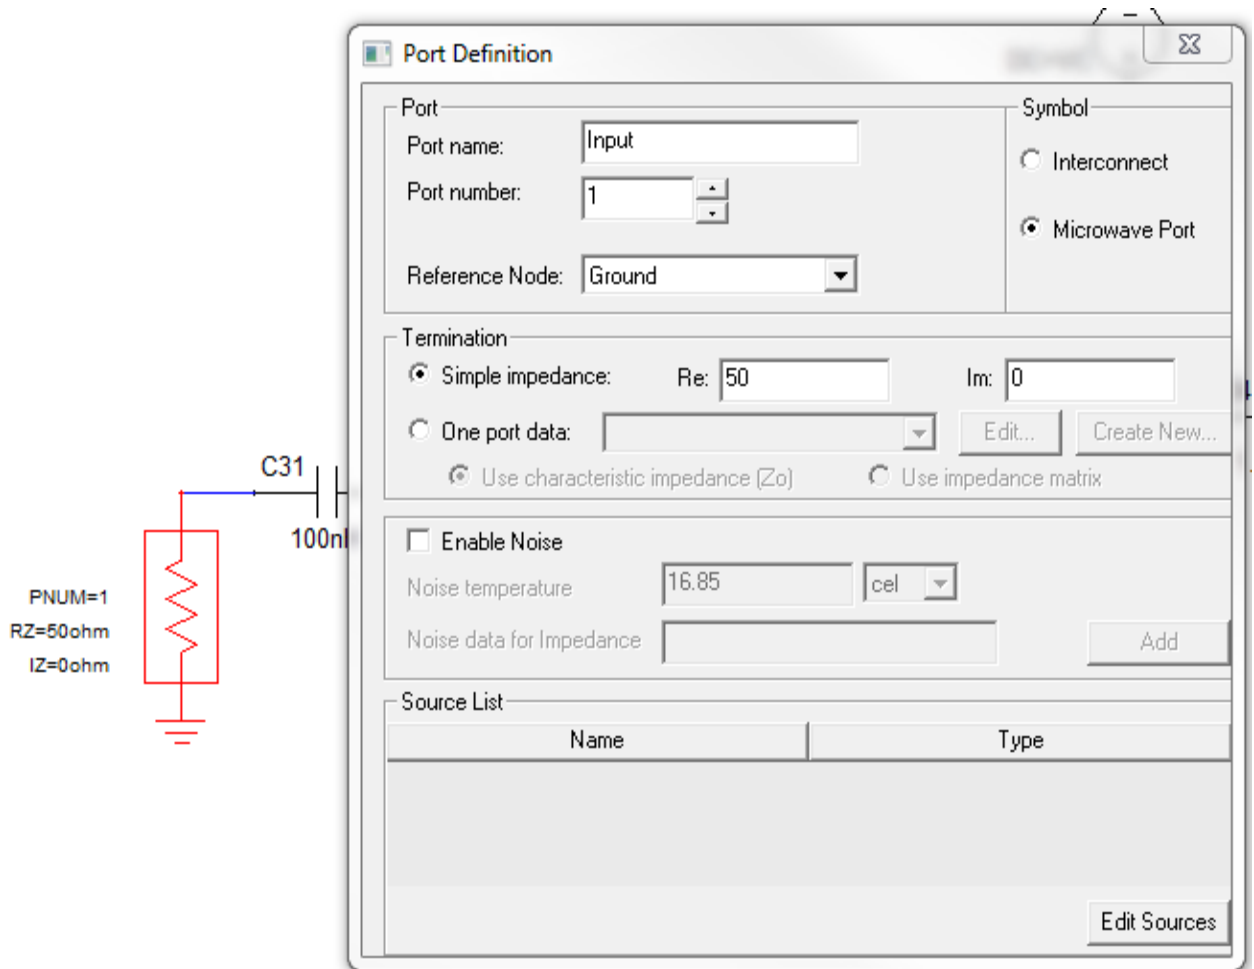 Port Definition
Port
Port name:
Input
Port number:
1
Reference Node:
Ground
Symbol
Interconnect
Microwave Port
Termination
Simple impedance:
Re:
50
Im:
0
One port data:
Edit...
Create New...
Use characteristic impedance (Zo)
Use impedance matrix
Enable Noise
Noise temperature
16.85
cel
Noise data for Impedance
Add
Source List
Name
Type
Edit Sources
C31
PNUM=1
RZ=50ohm
IZ=0ohm